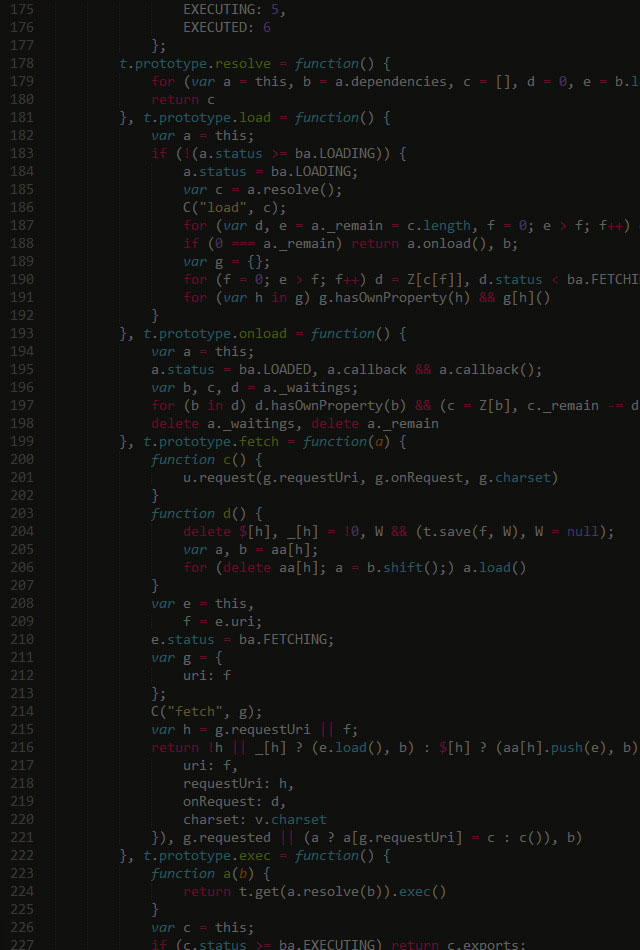 175 EXECUTING: 5,
176 EXECUTED: 6
177 };
178 t.prototype.resolve = function() {
179 for (var a = this, b = a.dependencies, c = [], d = 0, e = b.l
180 return c
181 }, t.prototype.load = function() {
182 var a = this;
183 if (!(a.status >= ba.LOADING)) {
184 a.status = ba.LOADING;
185 var c = a.resolve();
186 C("load", c);
187 for (var d, e = a._remain = c.length, f = 0; e > f; f++)
188 if (0 === a._remain) return a.onload(), b;
189 var g = {};
190 for (f = 0; e > f; f++) d = Z[c[f]], d.status < ba.FETCHI
191 for (var h in g) g.hasOwnProperty(h) && g[h]()
192 }
193 }, t.prototype.onload = function() {
194 var a = this;
195 a.status = ba.LOADED, a.callback && a.callback();
196 var b, c, d = a._waitings;
197 for (b in d) d.hasOwnProperty(b) && (c = Z[b], c._remain -= d
198 delete a._waitings, delete a._remain
199 }, t.prototype.fetch = function(a) {
200 function c() {
201 u.request(g.requestUri, g.onRequest, g.charset)
202 }
203 function d() {
204 delete $[h], _[h] = !0, W && (t.save(f, W), W = null);
205 var a, b = aa[h];
206 for (delete aa[h]; a = b.shift();) a.load()
207 }
208 var e = this,
209 f = e.uri;
210 e.status = ba.FETCHING;
211 var g = {
212 uri: f
213 };
214 C("fetch", g);
215 var h = g.requestUri || f;
216 return !h || _[h] ? (e.load(), b) : $[h] ? (aa[h].push(e), b)
217 uri: f,
218 requestUri: h,
219 onRequest: d,
220 charset: v.charset
221 }), g.requested || (a ? a[g.requestUri] = c : c()), b)
222 }, t.prototype.exec = function() {
223 function a(b) {
224 return t.get(a.resolve(b)).exec()
225 }
226 var c = this;
227 if (c.status >= ba.EXECUTING) return c.exports;